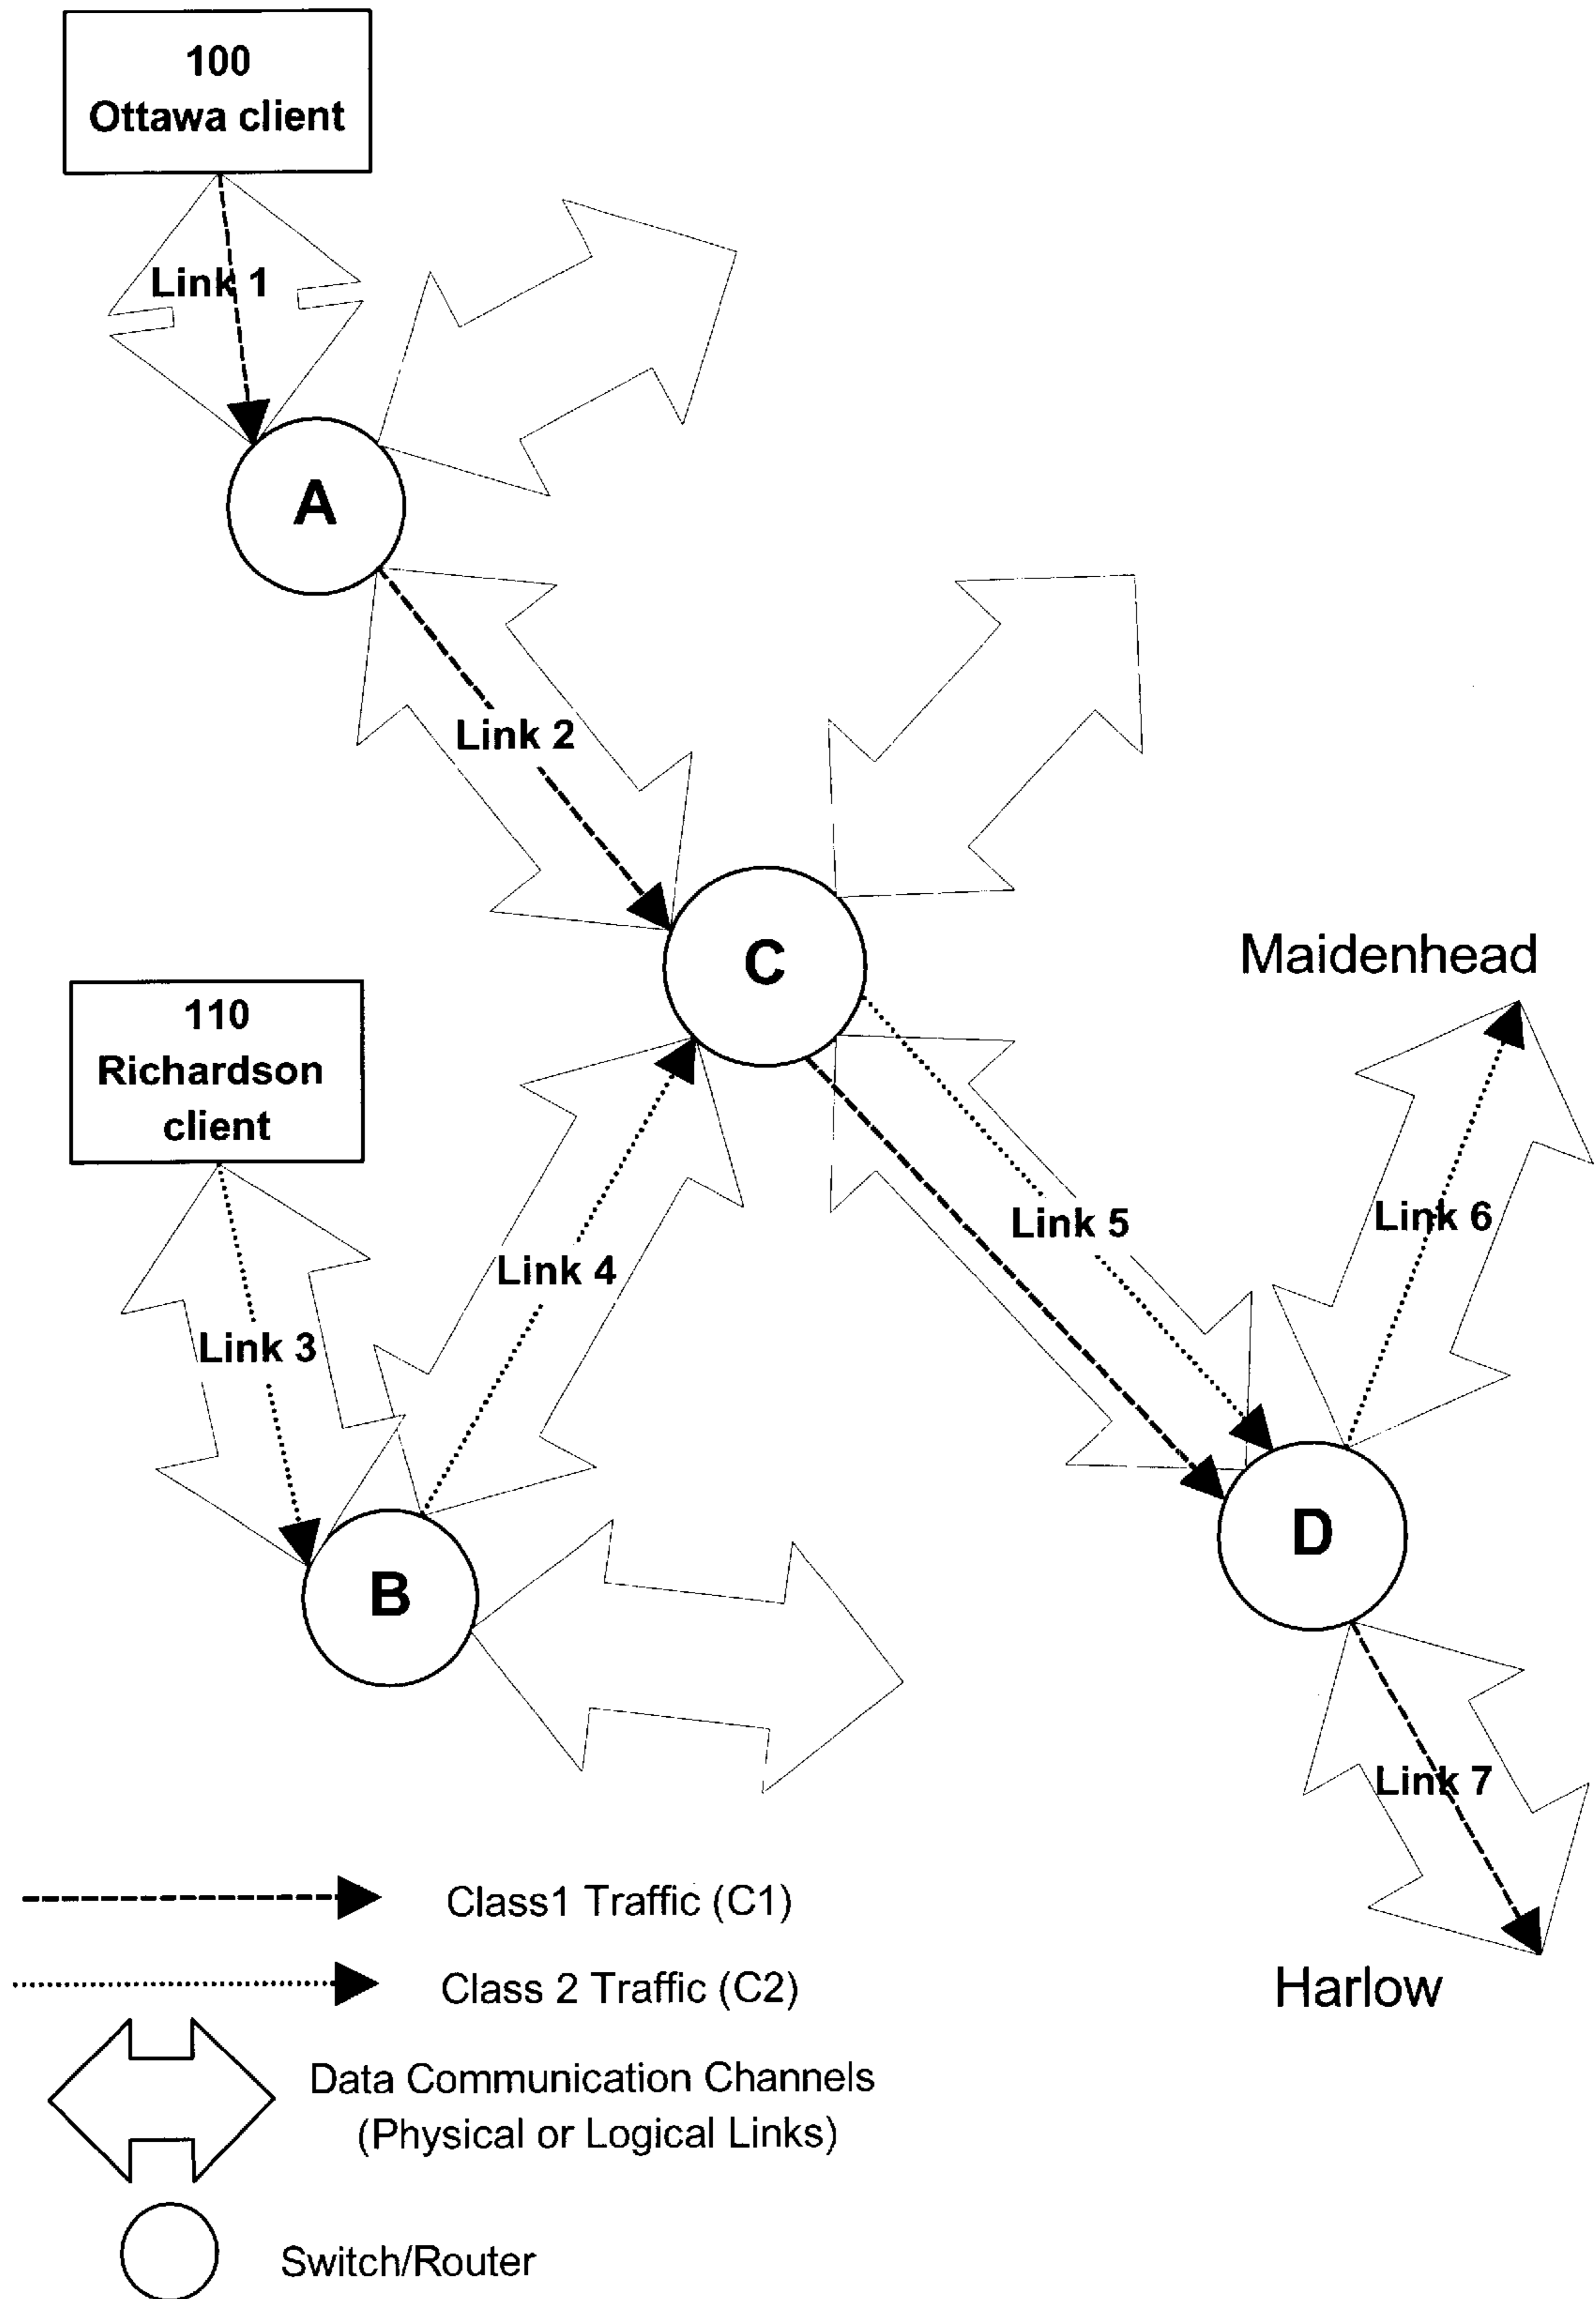 100
Ottawa client
Link 1
A
Link 2
C
Maidenhead
110
Richardson
client
Link 5
Link 6
Link 4
Link 3
D
B
Link 7
Class1 Traffic (C1)
Harlow
Class 2 Traffic (C2)
Data Communication Channels
(Physical or Logical Links)
Switch/Router